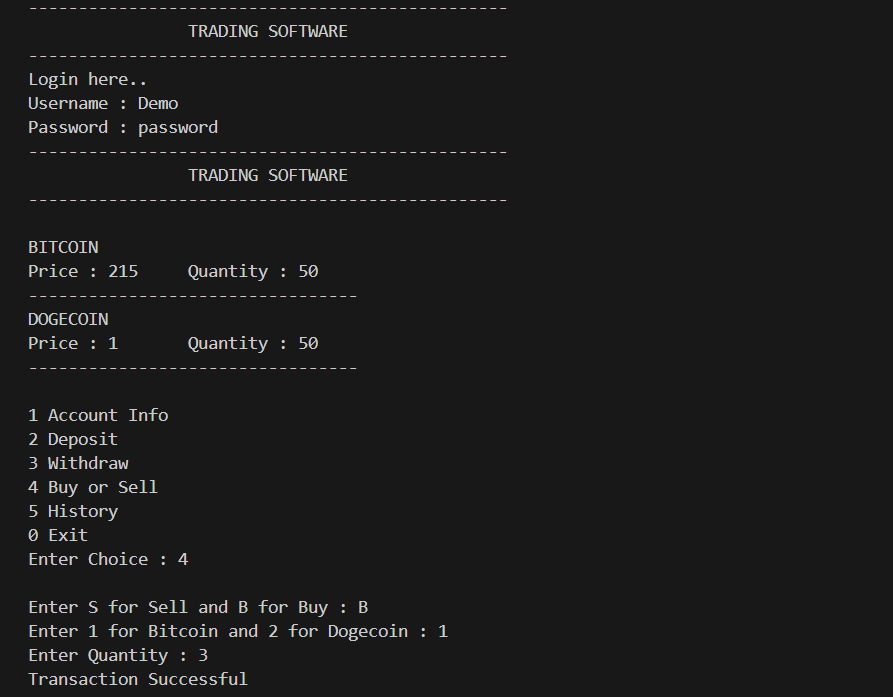 ------------------------------------------------
TRADING SOFTWARE
------------------------------------------------
Login here..
Username : Demo
Password : password
------------------------------------------------
TRADING SOFTWARE
------------------------------------------------
BITCOIN
Price : 215     Quantity : 50
---------------------------------
DOGECOIN
Price : 1       Quantity : 50
---------------------------------
1 Account Info
2 Deposit
3 Withdraw
4 Buy or Sell
5 History
0 Exit
Enter Choice : 4
Enter S for Sell and B for Buy : B
Enter 1 for Bitcoin and 2 for Dogecoin : 1
Enter Quantity : 3
Transaction Successful